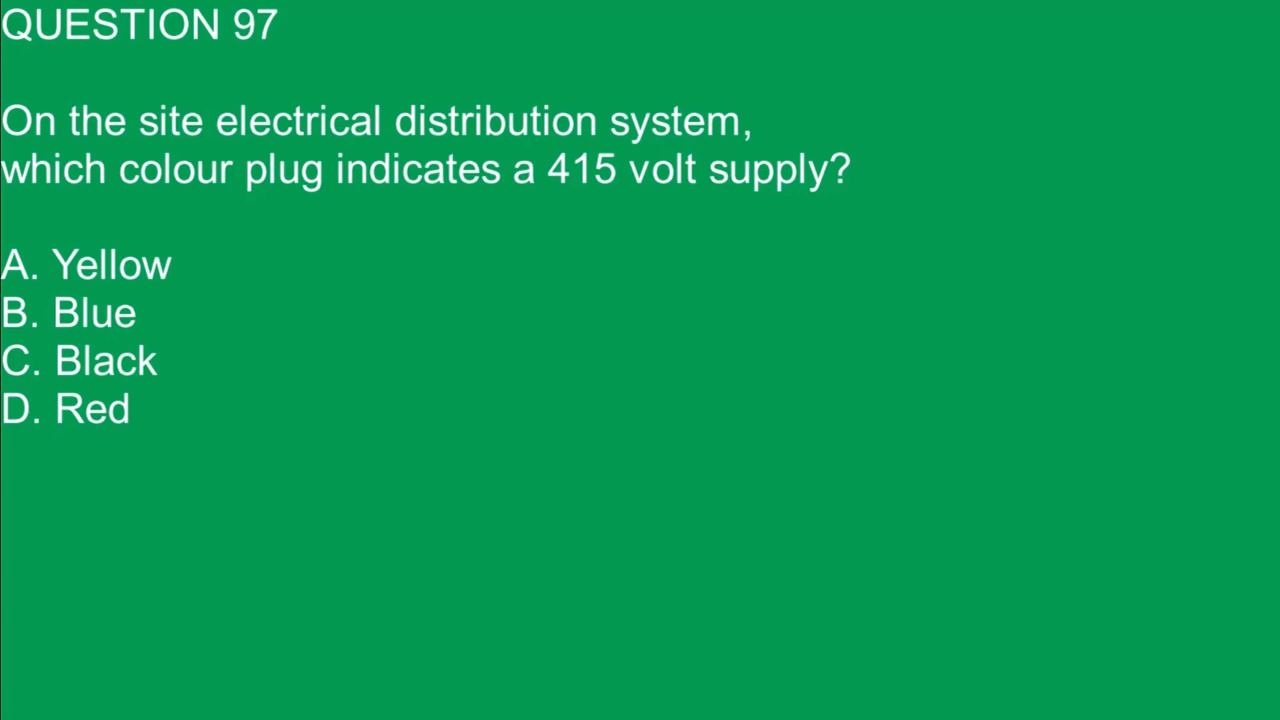 QUESTION 97
On the site electrical distribution system,
which colour plug indicates a 415 volt supply?
A. Yellow
B. Blue
C. Black
D. Red